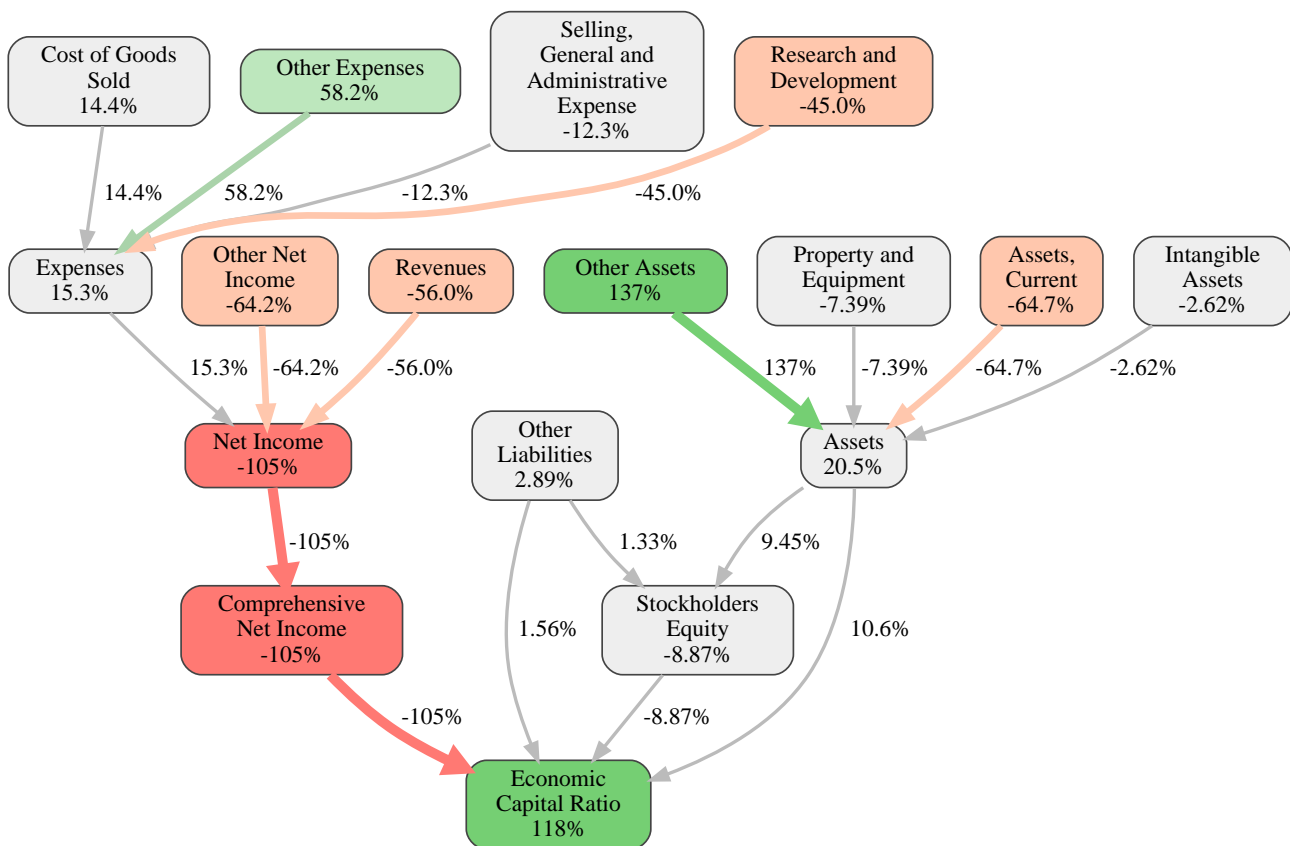 Cost of Goods
Sold
14.4%
Other Expenses
58.2%
Selling,
General and
Administrative
Expense
-12.3%
Research and
Development
-45.0%
14.4%
58.2%
-12.3%
-45.0%
Expenses
15.3%
Other Net
Income
-64.2%
Revenues
-56.0%
Other Assets
137%
Property and
Equipment
-7.39%
Assets,
Current
-64.7%
Intangible
Assets
-2.62%
15.3%
-64.2%
-56.0%
137%
-7.39%
-64.7%
-2.62%
Net Income
-105%
Other
Liabilities
2.89%
Assets
20.5%
-105%
1.33%
9.45%
Comprehensive
Net Income
-105%
1.56%
Stockholders
Equity
-8.87%
10.6%
-105%
-8.87%
Economic
Capital Ratio
118%